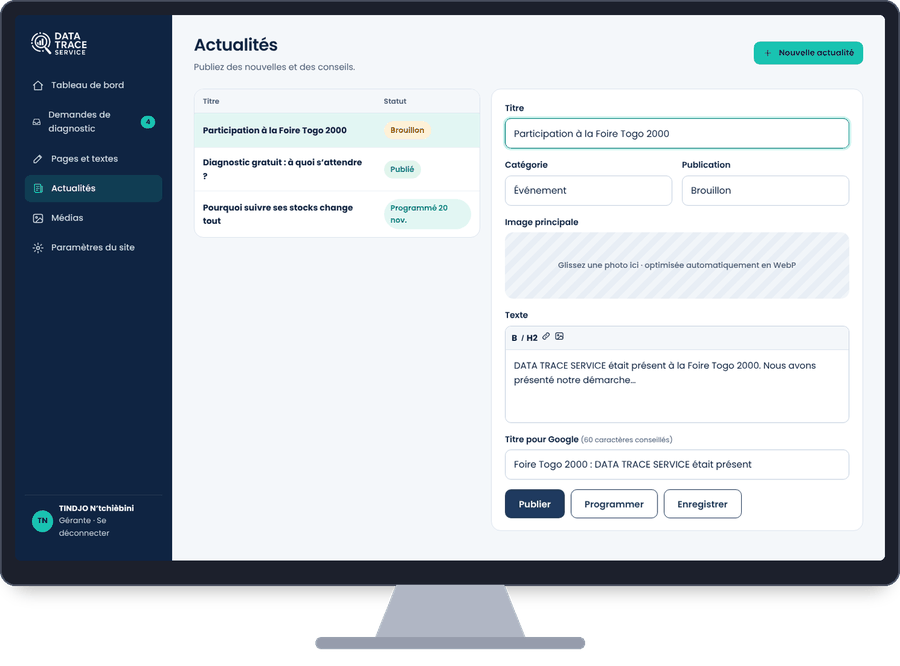 DATA
TRACE
SERVICE
Tableau de bord
Demandes de
diagnostic
4
Pages et textes
Actualités
Médias
Paramètres du site
TN
TINDJO N'tchièbini
Gérante · Se
déconnecter
Actualités
Publiez des nouvelles et des conseils.
+ Nouvelle actualité
Titre
Statut
Participation à la Foire Togo 2000
Brouillon
Diagnostic gratuit : à quoi s'attendre
?
Publié
Pourquoi suivre ses stocks change
tout
Programmé 20
nov.
Titre
Participation à la Foire Togo 2000
Catégorie
Publication
Événement
Brouillon
Image principale
Glissez une photo ici · optimisée automatiquement en WebP
Texte
B I H2
DATA TRACE SERVICE était présent à la Foire Togo 2000. Nous avons
présenté notre démarche…
Titre pour Google (60 caractères conseillés)
Foire Togo 2000 : DATA TRACE SERVICE était présent
Publier
Programmer
Enregistrer